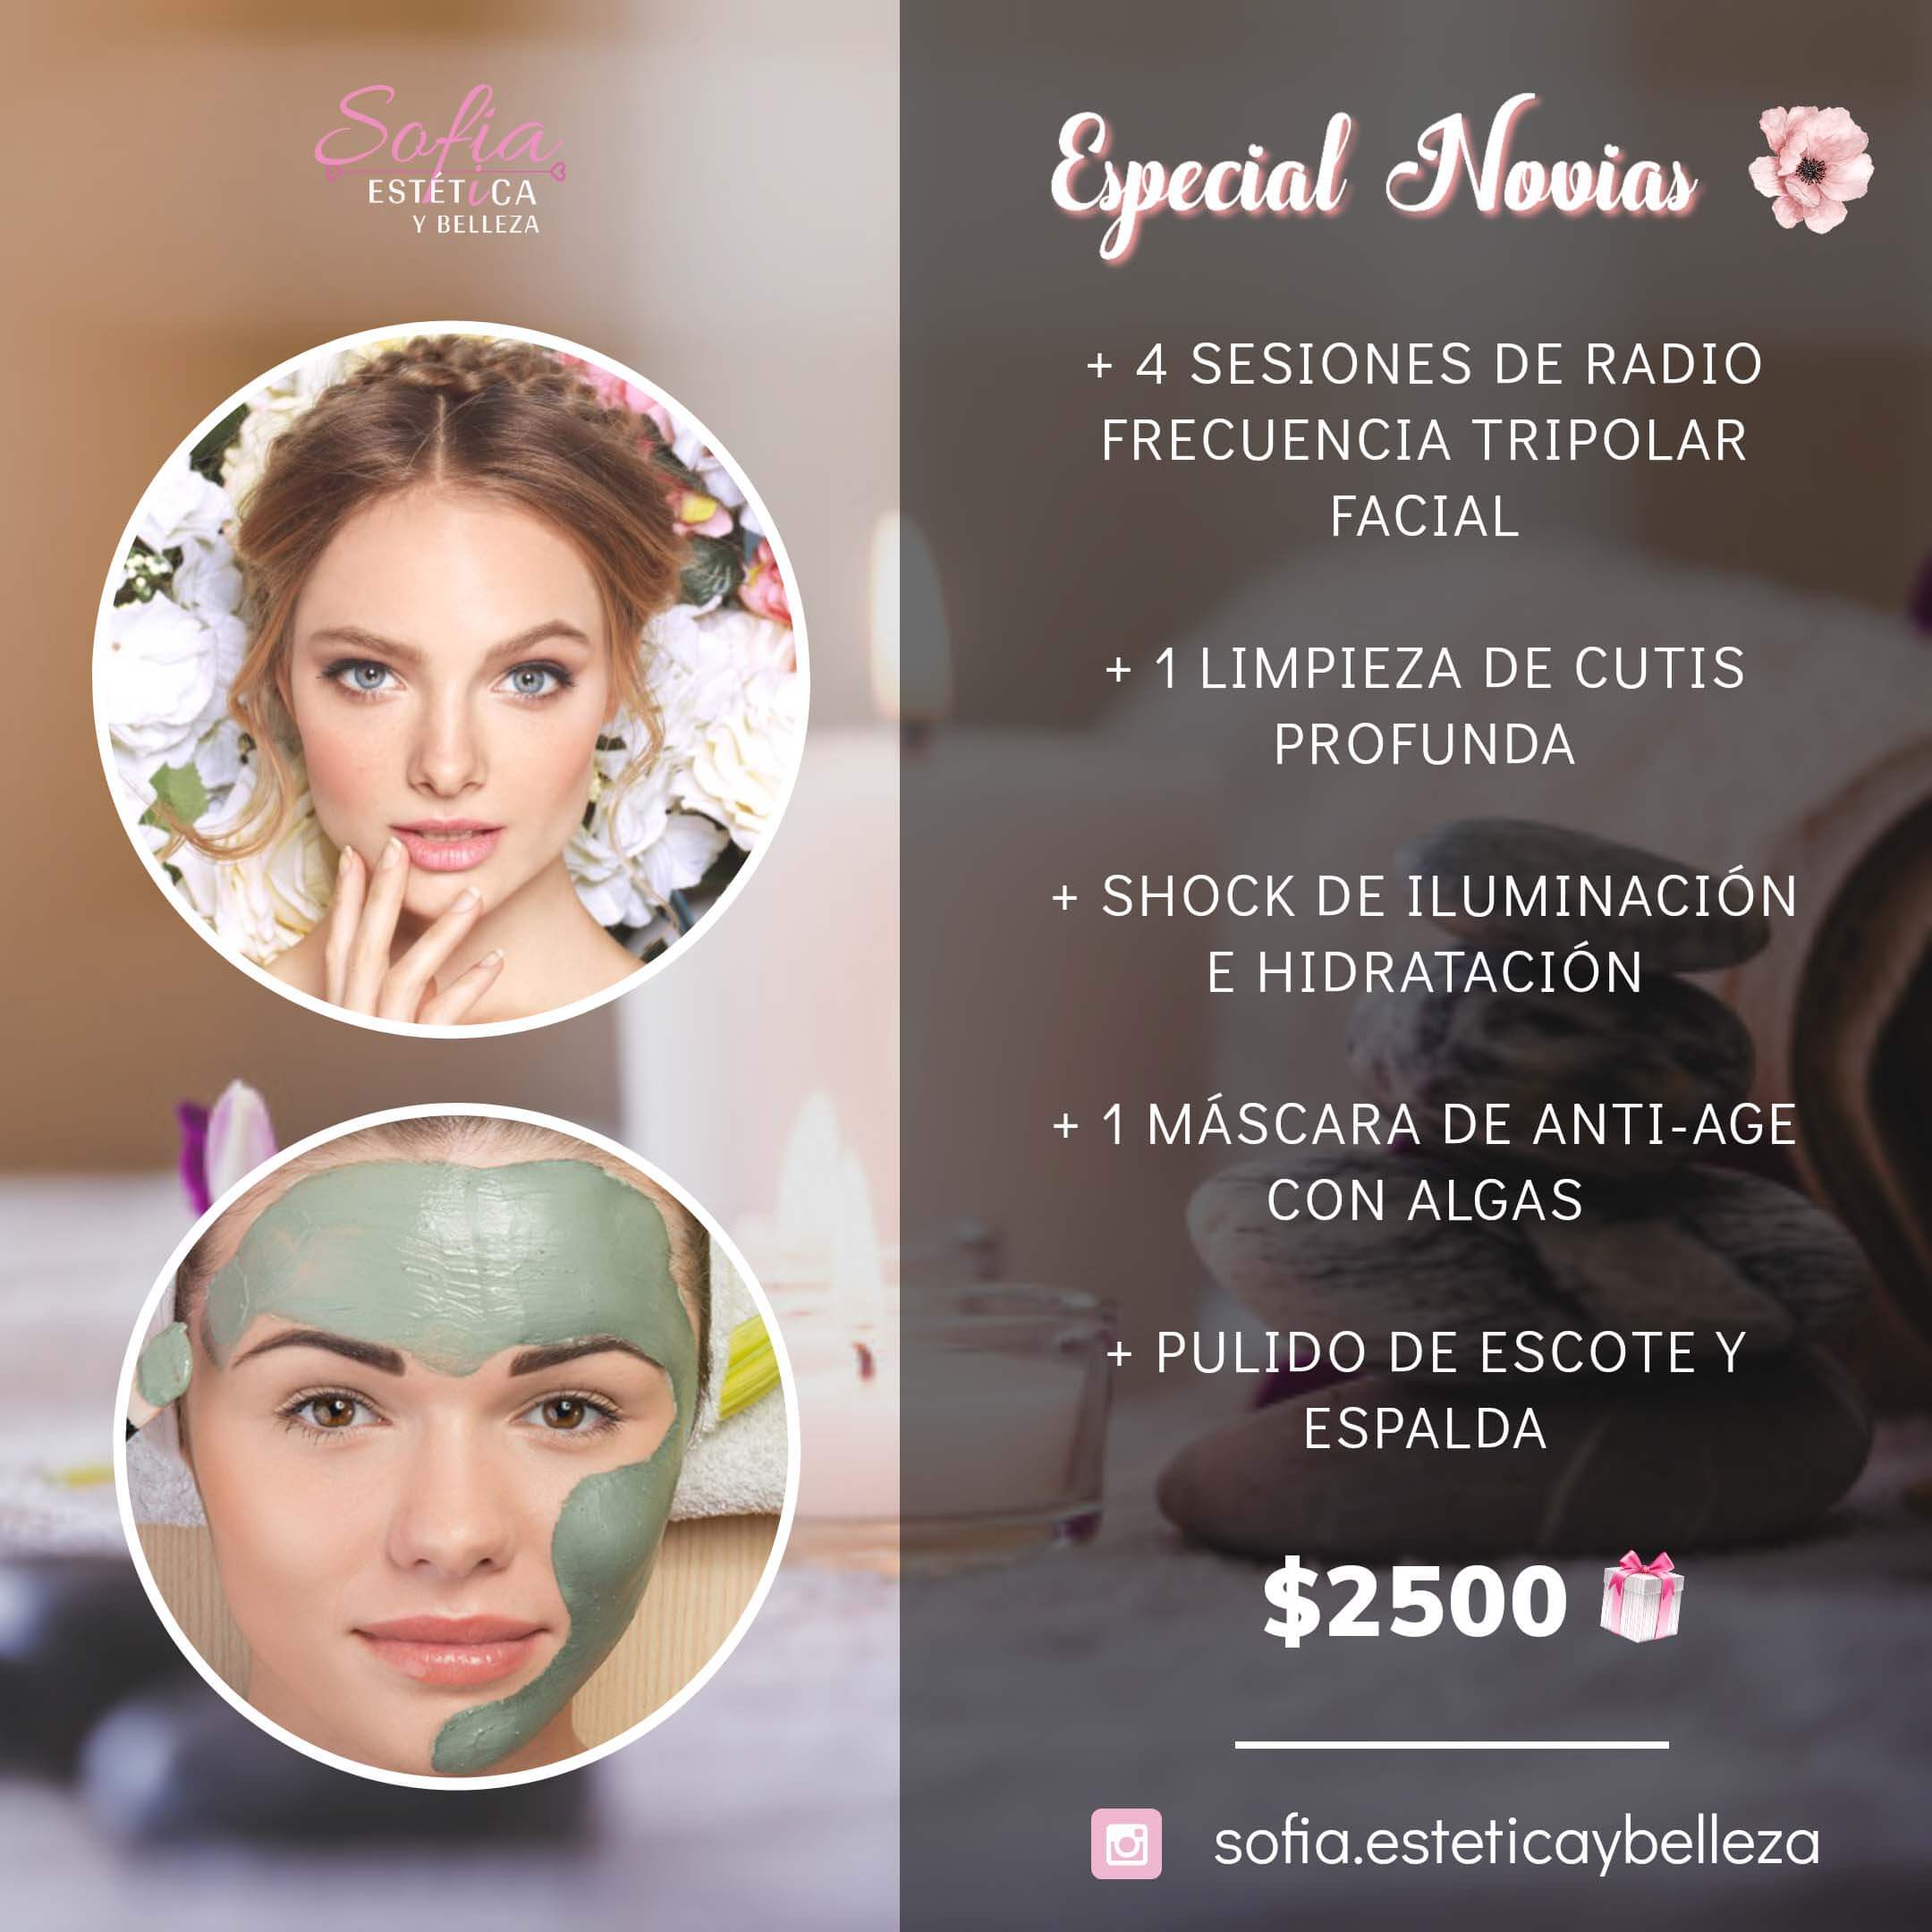 Sofia
ESTÉTiCA
Y BELLEZA
Especial Novias
+ 4 SESIONES DE RADIO
FRECUENCIA TRIPOLAR
FACIAL
+ 1 LIMPIEZA DE CUTIS
PROFUNDA
+ SHOCK DE ILUMINACIÓN
E HIDRATACIÓN
+ 1 MÁSCARA DE ANTI-AGE
CON ALGAS
+ PULIDO DE ESCOTE Y
ESPALDA
$2500
sofia.esteticaybelleza